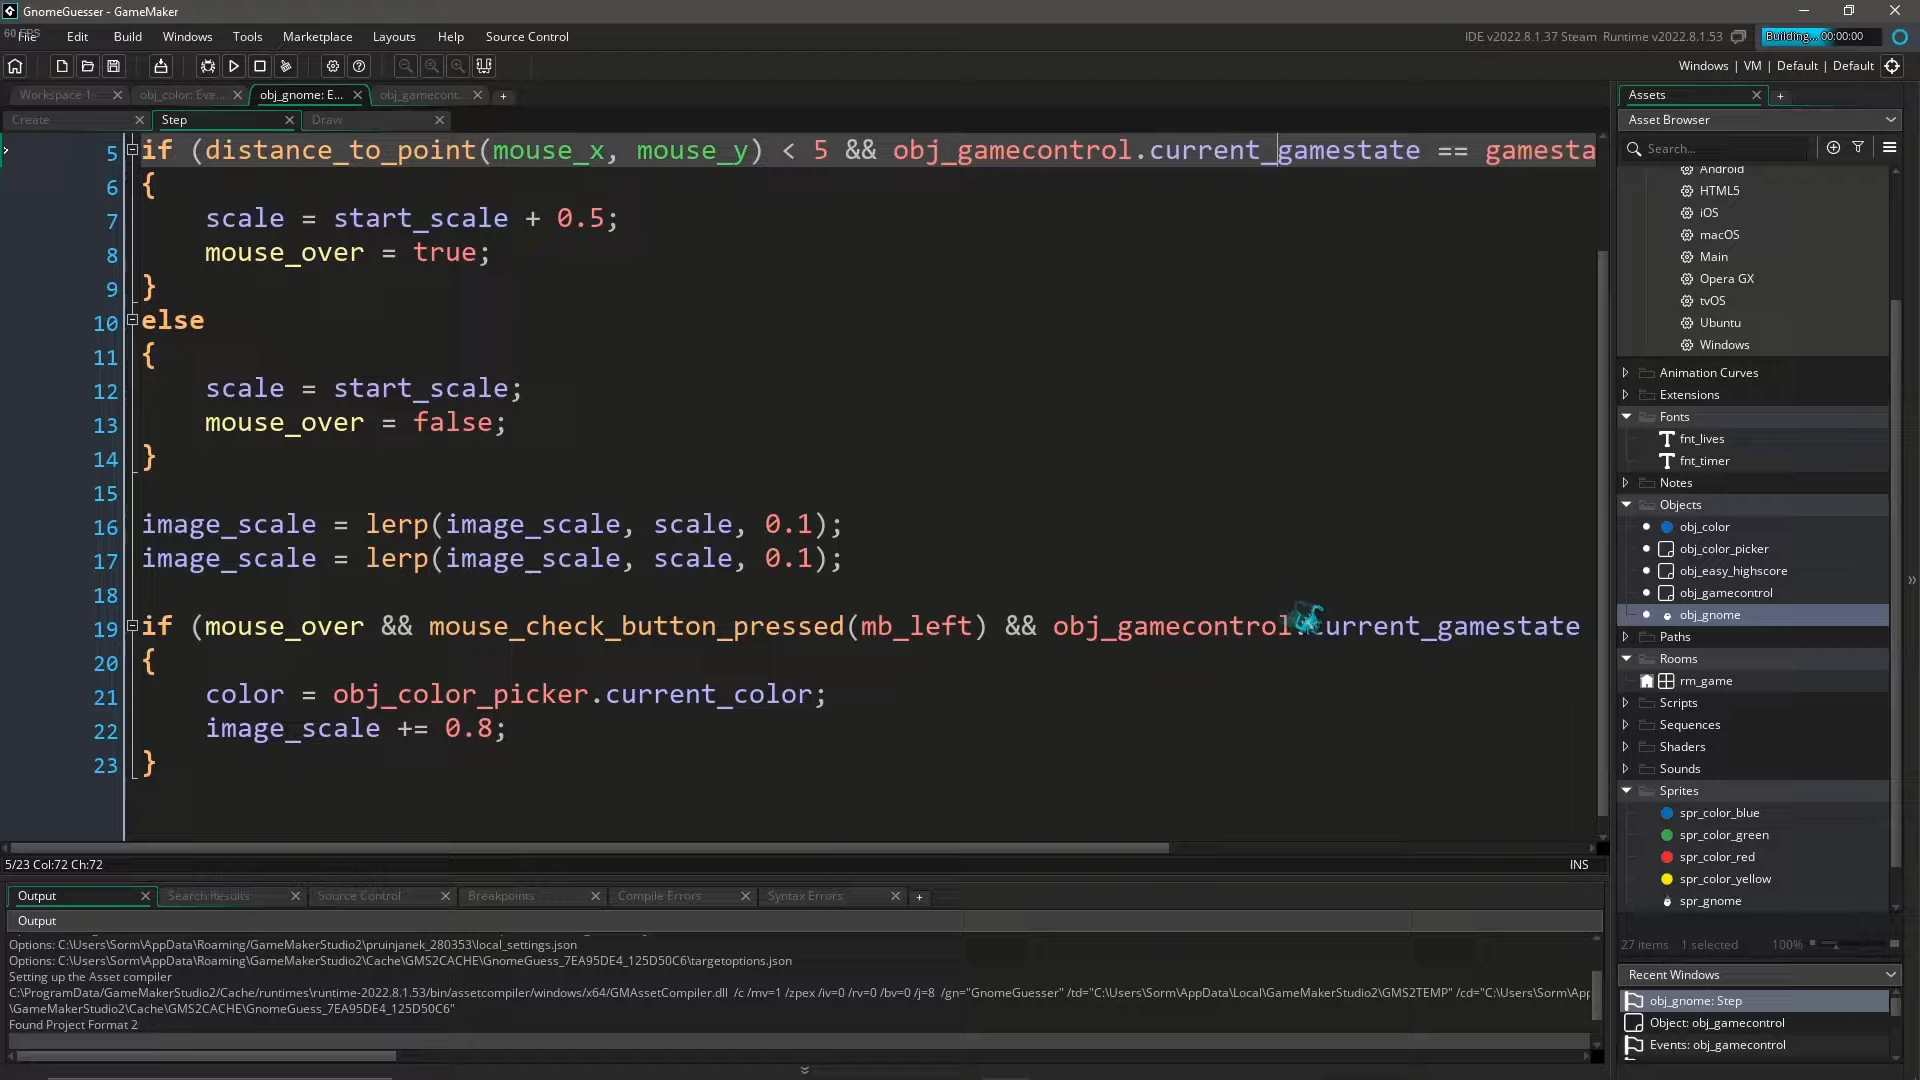 GnomeGuesser - GameMaker
60 FPS
File Edit Build Windows Tools Marketplace Layouts Help Source Control
IDE v2022.8.1.37 Steam Runtime v2022.8.1.53
Building... 00:00:00
Windows | VM | Default | Default
Workspace 1 obj_color: Eve... obj_gnome: E... obj_gamecont... +
Create Step Draw
5 if (distance_to_point(mouse_x, mouse_y) < 5 && obj_gamecontrol.current_gamestate == gamesta
6 {
7 scale = start_scale + 0.5;
8 mouse_over = true;
9 }
10 else
11 {
12 scale = start_scale;
13 mouse_over = false;
14 }
15
16 image_scale = lerp(image_scale, scale, 0.1);
17 image_scale = lerp(image_scale, scale, 0.1);
18
19 if (mouse_over && mouse_check_button_pressed(mb_left) && obj_gamecontrol.current_gamestate
20 {
21 color = obj_color_picker.current_color;
22 image_scale += 0.8;
23 }
5/23 Col:72 Ch:72
INS
Output Search Results Source Control Breakpoints Compile Errors Syntax Errors +
Output
Options: C:\Users\Sorm\AppData\Roaming/GameMakerStudio2\pruinjanek_280353\local_settings.json
Options: C:\Users\Sorm\AppData\Roaming\GameMakerStudio2\Cache\GMS2CACHE\GnomeGuess_7EA95DE4_125D50C6\targetoptions.json
Setting up the Asset compiler
C:\ProgramData/GameMakerStudio2/Cache/runtimes\runtime-2022.8.1.53/bin/assetcompiler/windows/x64/GMAssetCompiler.dll /c /mv=1 /zpex /iv=0 /rv=0 /bv=0 /j=8 /gn="GnomeGuesser" /td="C:\Users\Sorm\AppData\Local\GameMakerStudio2\GMS2TEMP" /cd="C:\Users\Sorm\App
\GameMakerStudio2\Cache\GMS2CACHE\GnomeGuess_7EA95DE4_125D50C6"
Found Project Format 2
Assets +
Asset Browser
Search...
Android
HTML5
iOS
macOS
Main
Opera GX
tvOS
Ubuntu
Windows
Animation Curves
Extensions
Fonts
fnt_lives
fnt_timer
Notes
Objects
obj_color
obj_color_picker
obj_easy_highscore
obj_gamecontrol
obj_gnome
Paths
Rooms
rm_game
Scripts
Sequences
Shaders
Sounds
Sprites
spr_color_blue
spr_color_green
spr_color_red
spr_color_yellow
spr_gnome
27 items 1 selected 100%
Recent Windows
obj_gnome: Step
Object: obj_gamecontrol
Events: obj_gamecontrol